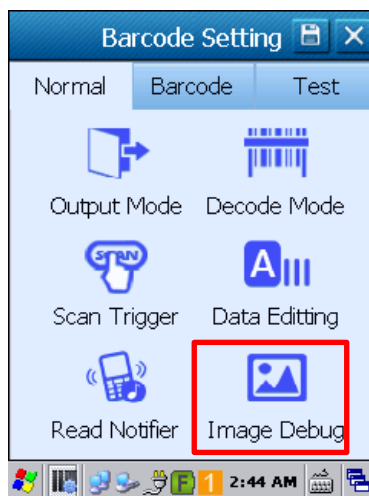 Barcode Setting
Normal Barcode Test
Output Mode Decode Mode
SCAN A
Scan Trigger Data Editting
Read Notifier Image Debug
F 1 2:44 AM